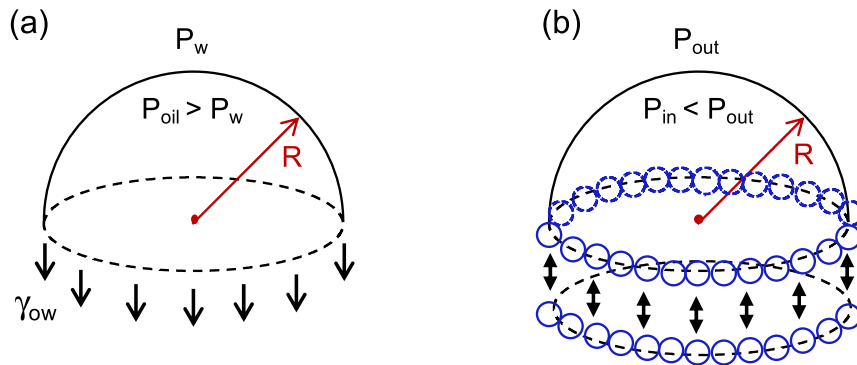 (a)
P_w
P_oil > P_w
R
γ_ow
(b)
P_out
P_in < P_out
R